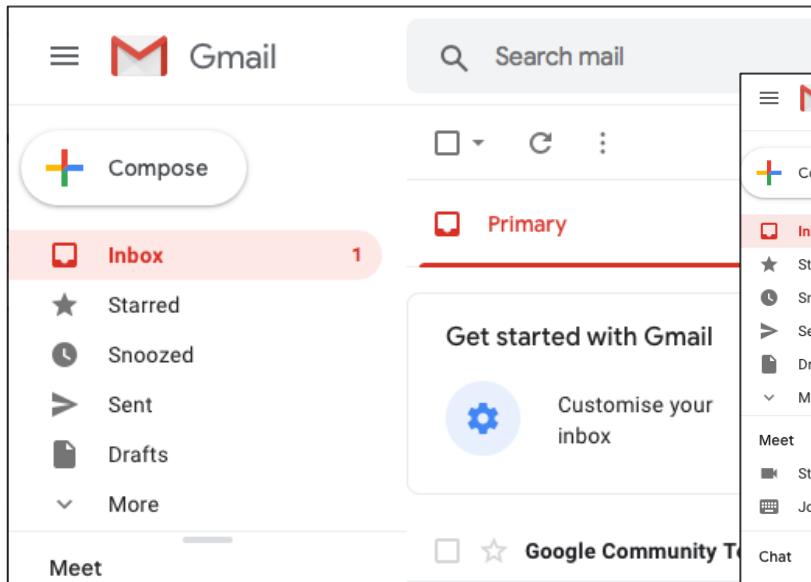 Gmail
Search mail
Compose
Primary
Inbox 1
Starred
Get started with Gmail
Snoozed
Customise your
inbox
Sent
Drafts
More
Google Community
Meet
Meet
Chat